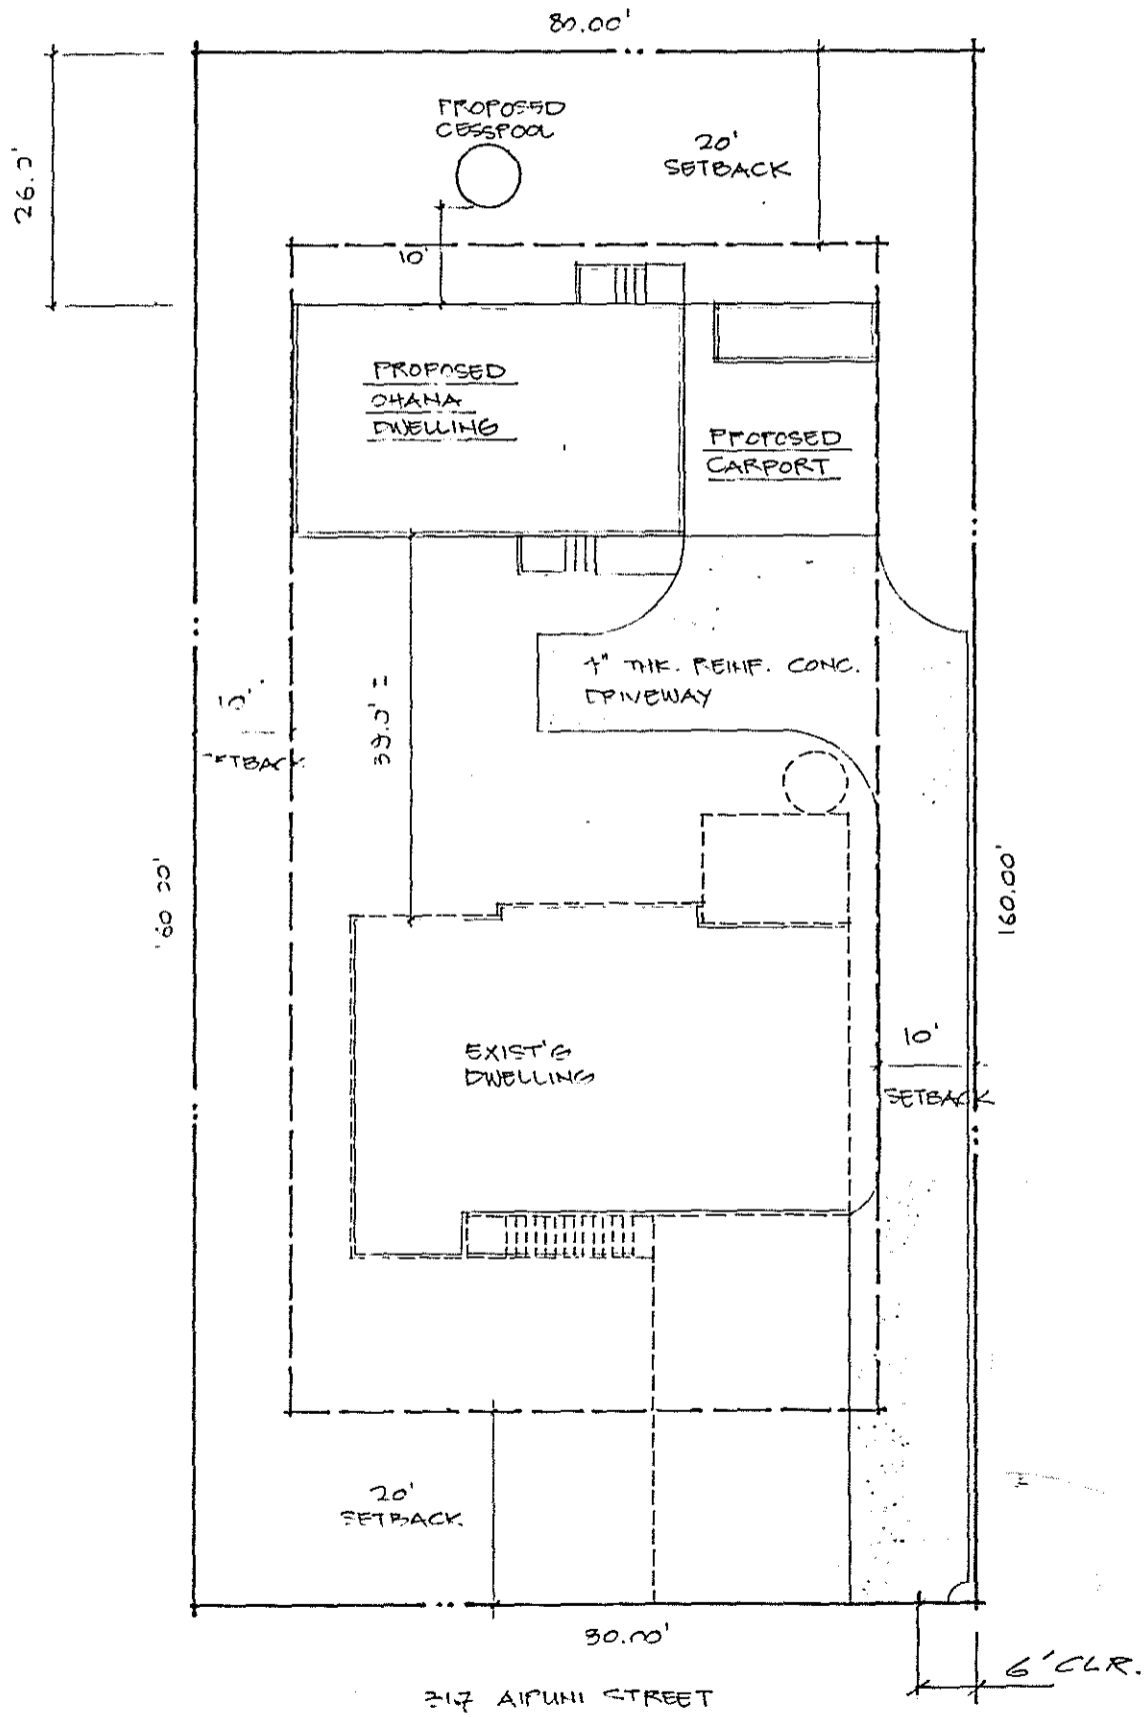 80.00'
26.0'
PROPOSED
CESSPOOL
20'
SETBACK
10'
PROPOSED
OHANA
DWELLING
PROPOSED
CARPORT
4" THK. REINF. CONC.
DRIVEWAY
10'
SETBACK
39.0' ±
160.00'
160.00'
EXIST'G
DWELLING
10'
SETBACK
20'
SETBACK
80.00'
6' CLR.
AIPUNI STREET